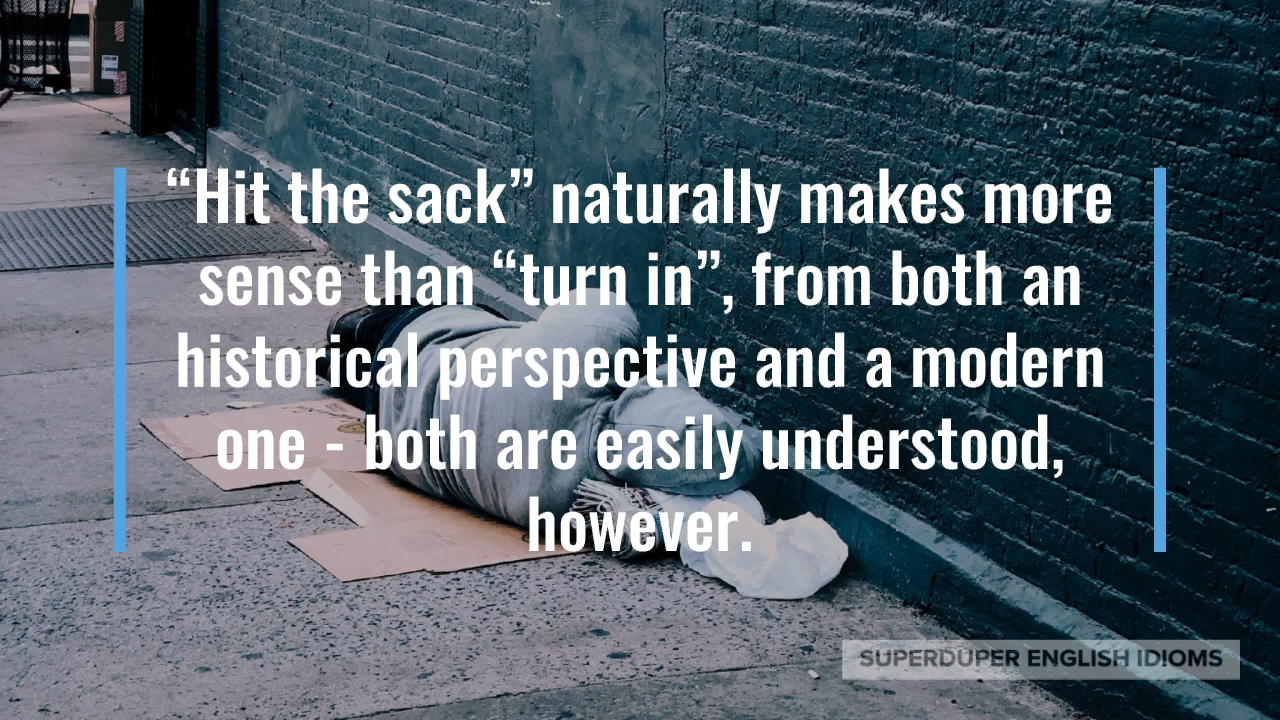 “Hit the sack” naturally makes more
sense than “turn in”, from both an
historical perspective and a modern
one - both are easily understood,
however.
SUPERDUPER ENGLISH IDIOMS